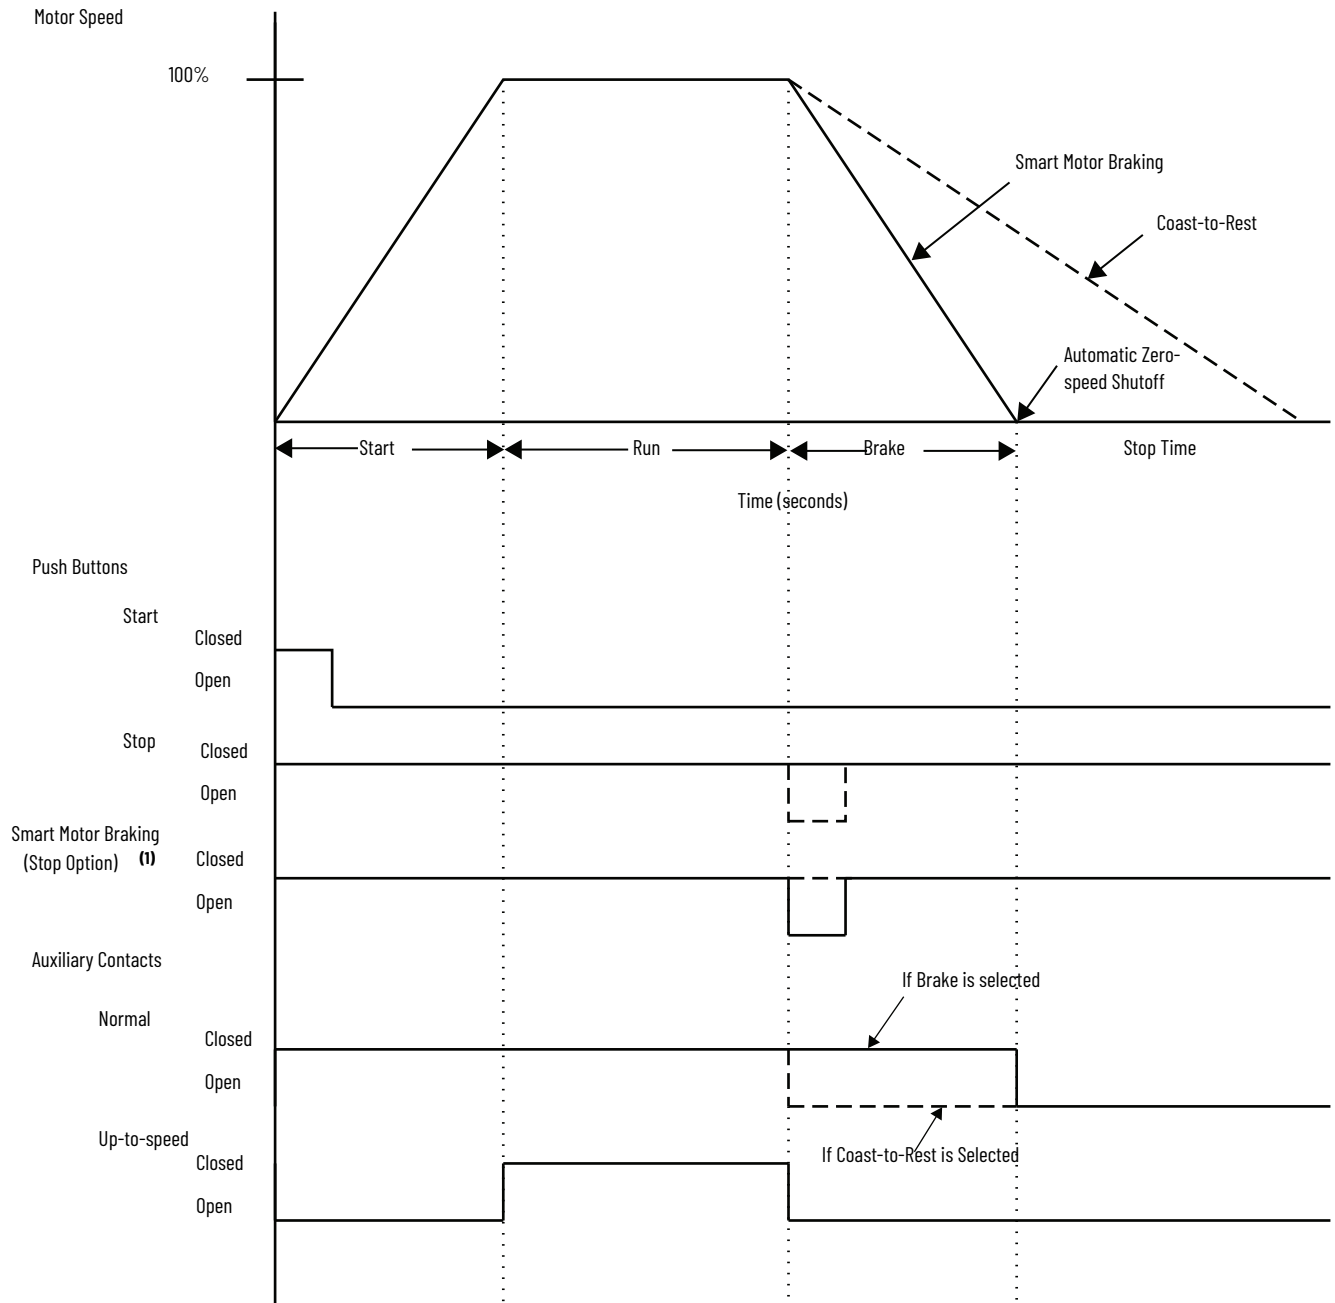 Motor Speed
100%
Smart Motor Braking
Coast-to-Rest
Automatic Zero-
speed Shutoff
Start
Run
Brake
Stop Time
Time (seconds)
Push Buttons
Start
Closed
Open
Stop
Closed
Open
Smart Motor Braking
(Stop Option) (1)
Closed
Open
Auxiliary Contacts
If Brake is selected
Normal
Closed
Open
Up-to-speed
If Coast-to-Rest is Selected
Closed
Open